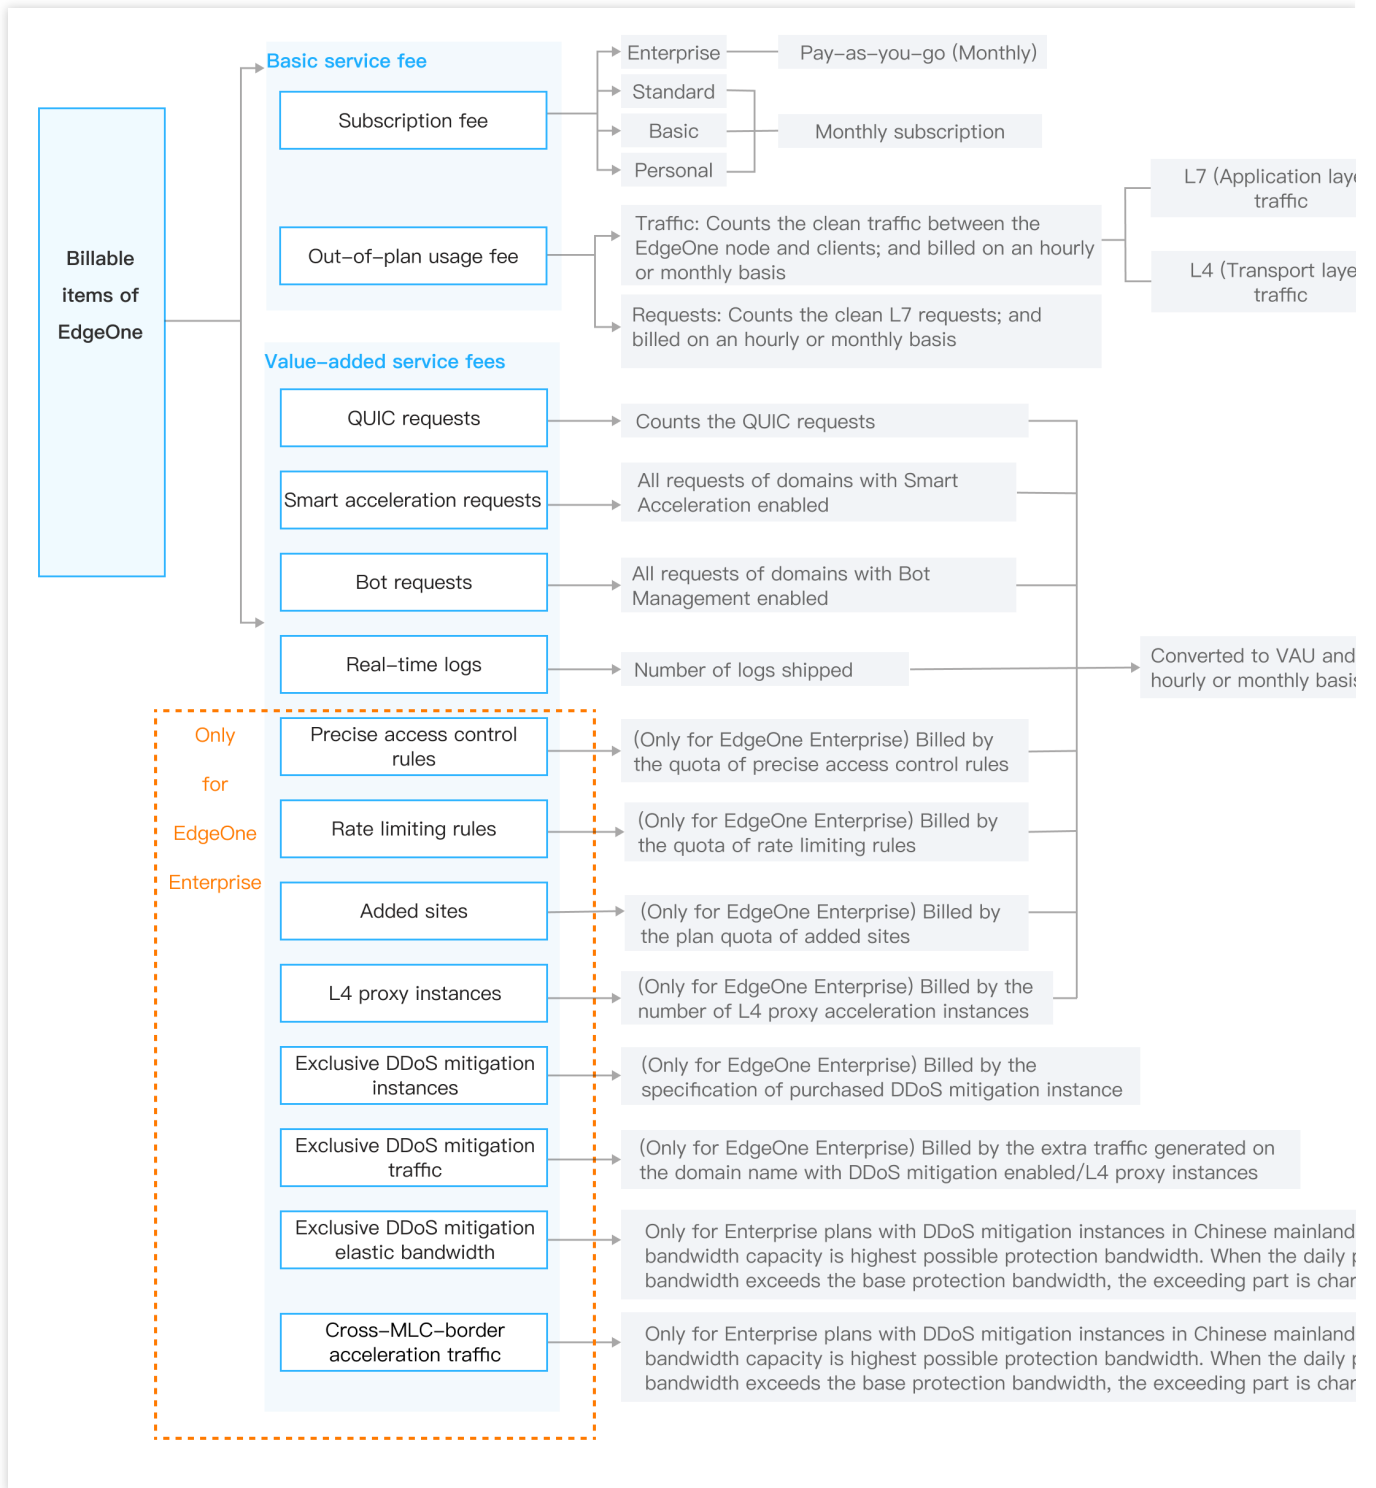 Billable
items of
EdgeOne
Basic service fee
Subscription fee
Enterprise
Pay-as-you-go (Monthly)
Standard
Basic
Personal
Monthly subscription
Out-of-plan usage fee
Traffic: Counts the clean traffic between the
EdgeOne node and clients; and billed on an hourly
or monthly basis
L7 (Application
traffic
L4 (Transport
traffic
Requests: Counts the clean L7 requests; and
billed on an hourly or monthly basis
Value-added service fees
QUIC requests
Counts the QUIC requests
Smart acceleration requests
All requests of domains with Smart
Acceleration enabled
Bot requests
All requests of domains with Bot
Management enabled
Real-time logs
Number of logs shipped
Converted to VAU and
hourly or monthly
Only
for
EdgeOne
Enterprise
Precise access control
rules
(Only for EdgeOne Enterprise) Billed by
the quota of precise access control rules
Rate limiting rules
(Only for EdgeOne Enterprise) Billed by
the quota of rate limiting rules
Added sites
(Only for EdgeOne Enterprise) Billed by
the plan quota of added sites
L4 proxy instances
(Only for EdgeOne Enterprise) Billed by the
number of L4 proxy acceleration instances
Exclusive DDoS mitigation
instances
(Only for EdgeOne Enterprise) Billed by the
specification of purchased DDoS mitigation instance
Exclusive DDoS mitigation
traffic
(Only for EdgeOne Enterprise) Billed by the extra traffic generated on
the domain name with DDoS mitigation enabled/L4 proxy instances
Exclusive DDoS mitigation
elastic bandwidth
Only for Enterprise plans with DDoS mitigation instances in Chinese mainland
bandwidth capacity is highest possible protection bandwidth. When the daily
bandwidth exceeds the base protection bandwidth, the exceeding part is
Cross-MLC-border
acceleration traffic
Only for Enterprise plans with DDoS mitigation instances in Chinese mainland
bandwidth capacity is highest possible protection bandwidth. When the daily
bandwidth exceeds the base protection bandwidth, the exceeding part is